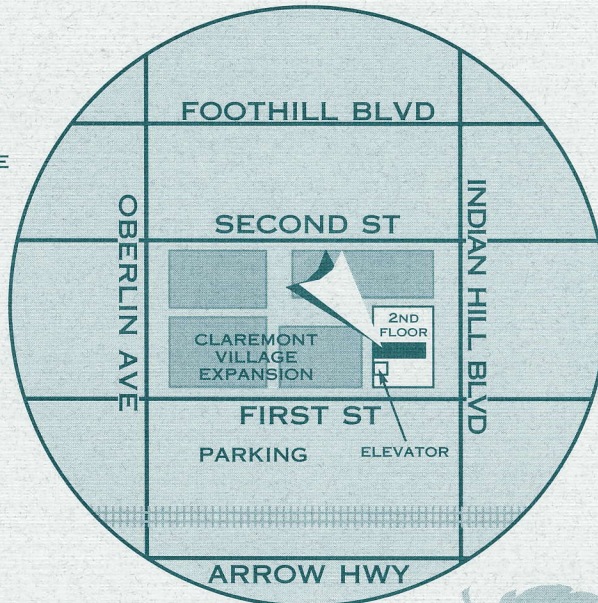 FOOTHILL BLVD
E
OBERLIN AVE
INDIAN HILL BLVD
SECOND ST
2ND
FLOOR
CLAREMONT
VILLAGE
EXPANSION
FIRST ST
PARKING
ELEVATOR
ARROW HWY